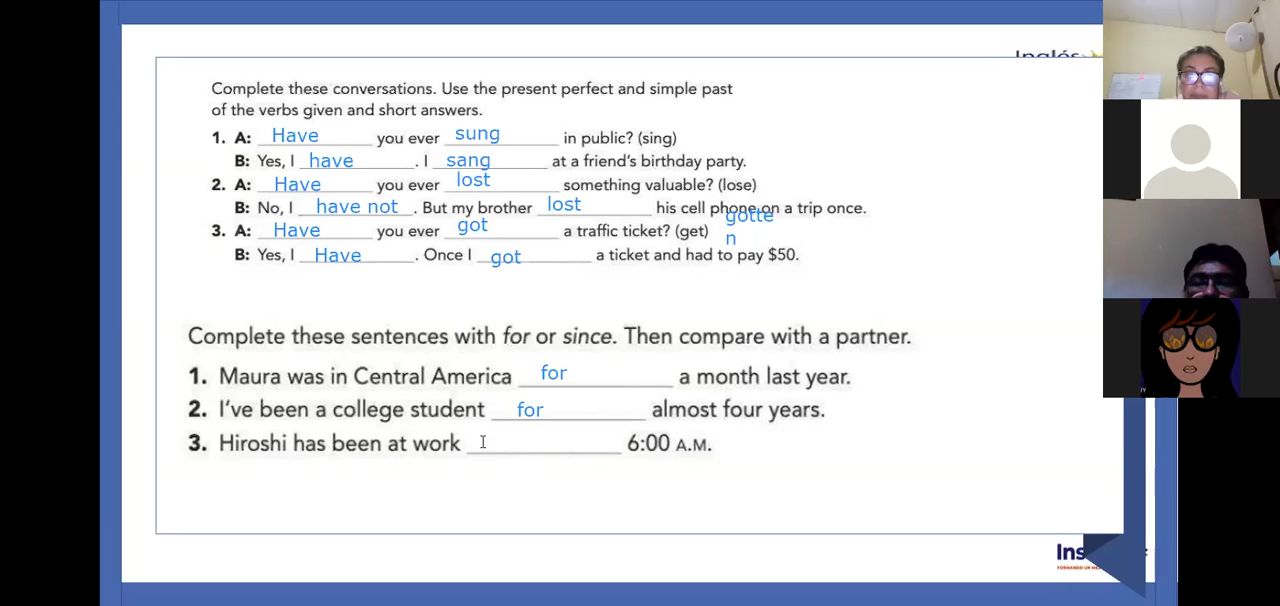 Inglés
Complete these conversations. Use the present perfect and simple past
of the verbs given and short answers.
1. A: Have you ever sung in public? (sing)
B: Yes, I have . I sang at a friend's birthday party.
2. A: Have you ever lost something valuable? (lose)
B: No, I have not . But my brother lost his cell phone on a trip once.
3. A: Have you ever got a traffic ticket? (get) gotte
n
B: Yes, I Have . Once I got a ticket and had to pay $50.
Complete these sentences with for or since. Then compare with a partner.
1. Maura was in Central America for a month last year.
2. I've been a college student for almost four years.
3. Hiroshi has been at work 6:00 A.M.